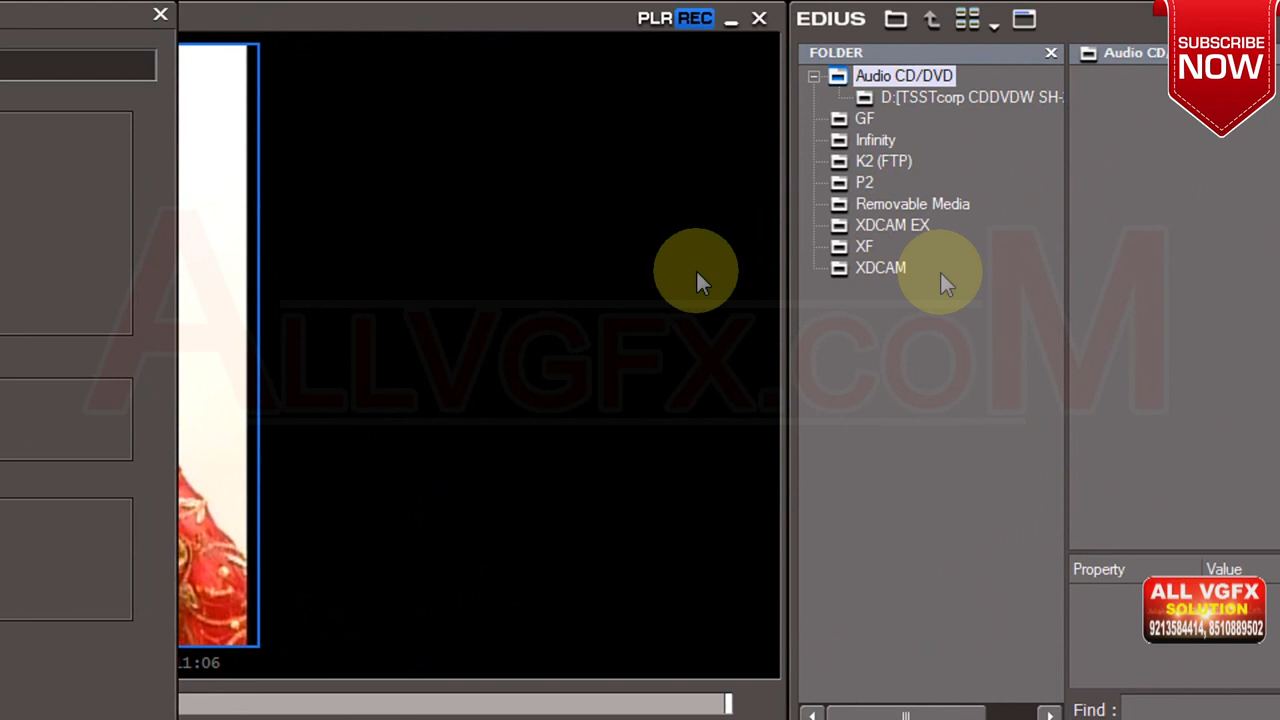 PLR REC
EDIUS
SUBSCRIBE
NOW
FOLDER
Audio CD/DVD
D:[TSSTcorp CDDVDW SH-
GF
Infinity
K2 (FTP)
P2
Removable Media
XDCAM EX
XF
XDCAM
Audio CD
ALLVGFX.COM
Property
Value
ALL VGFX
SOLUTION
9213584414, 8510889502
11:06
Find :